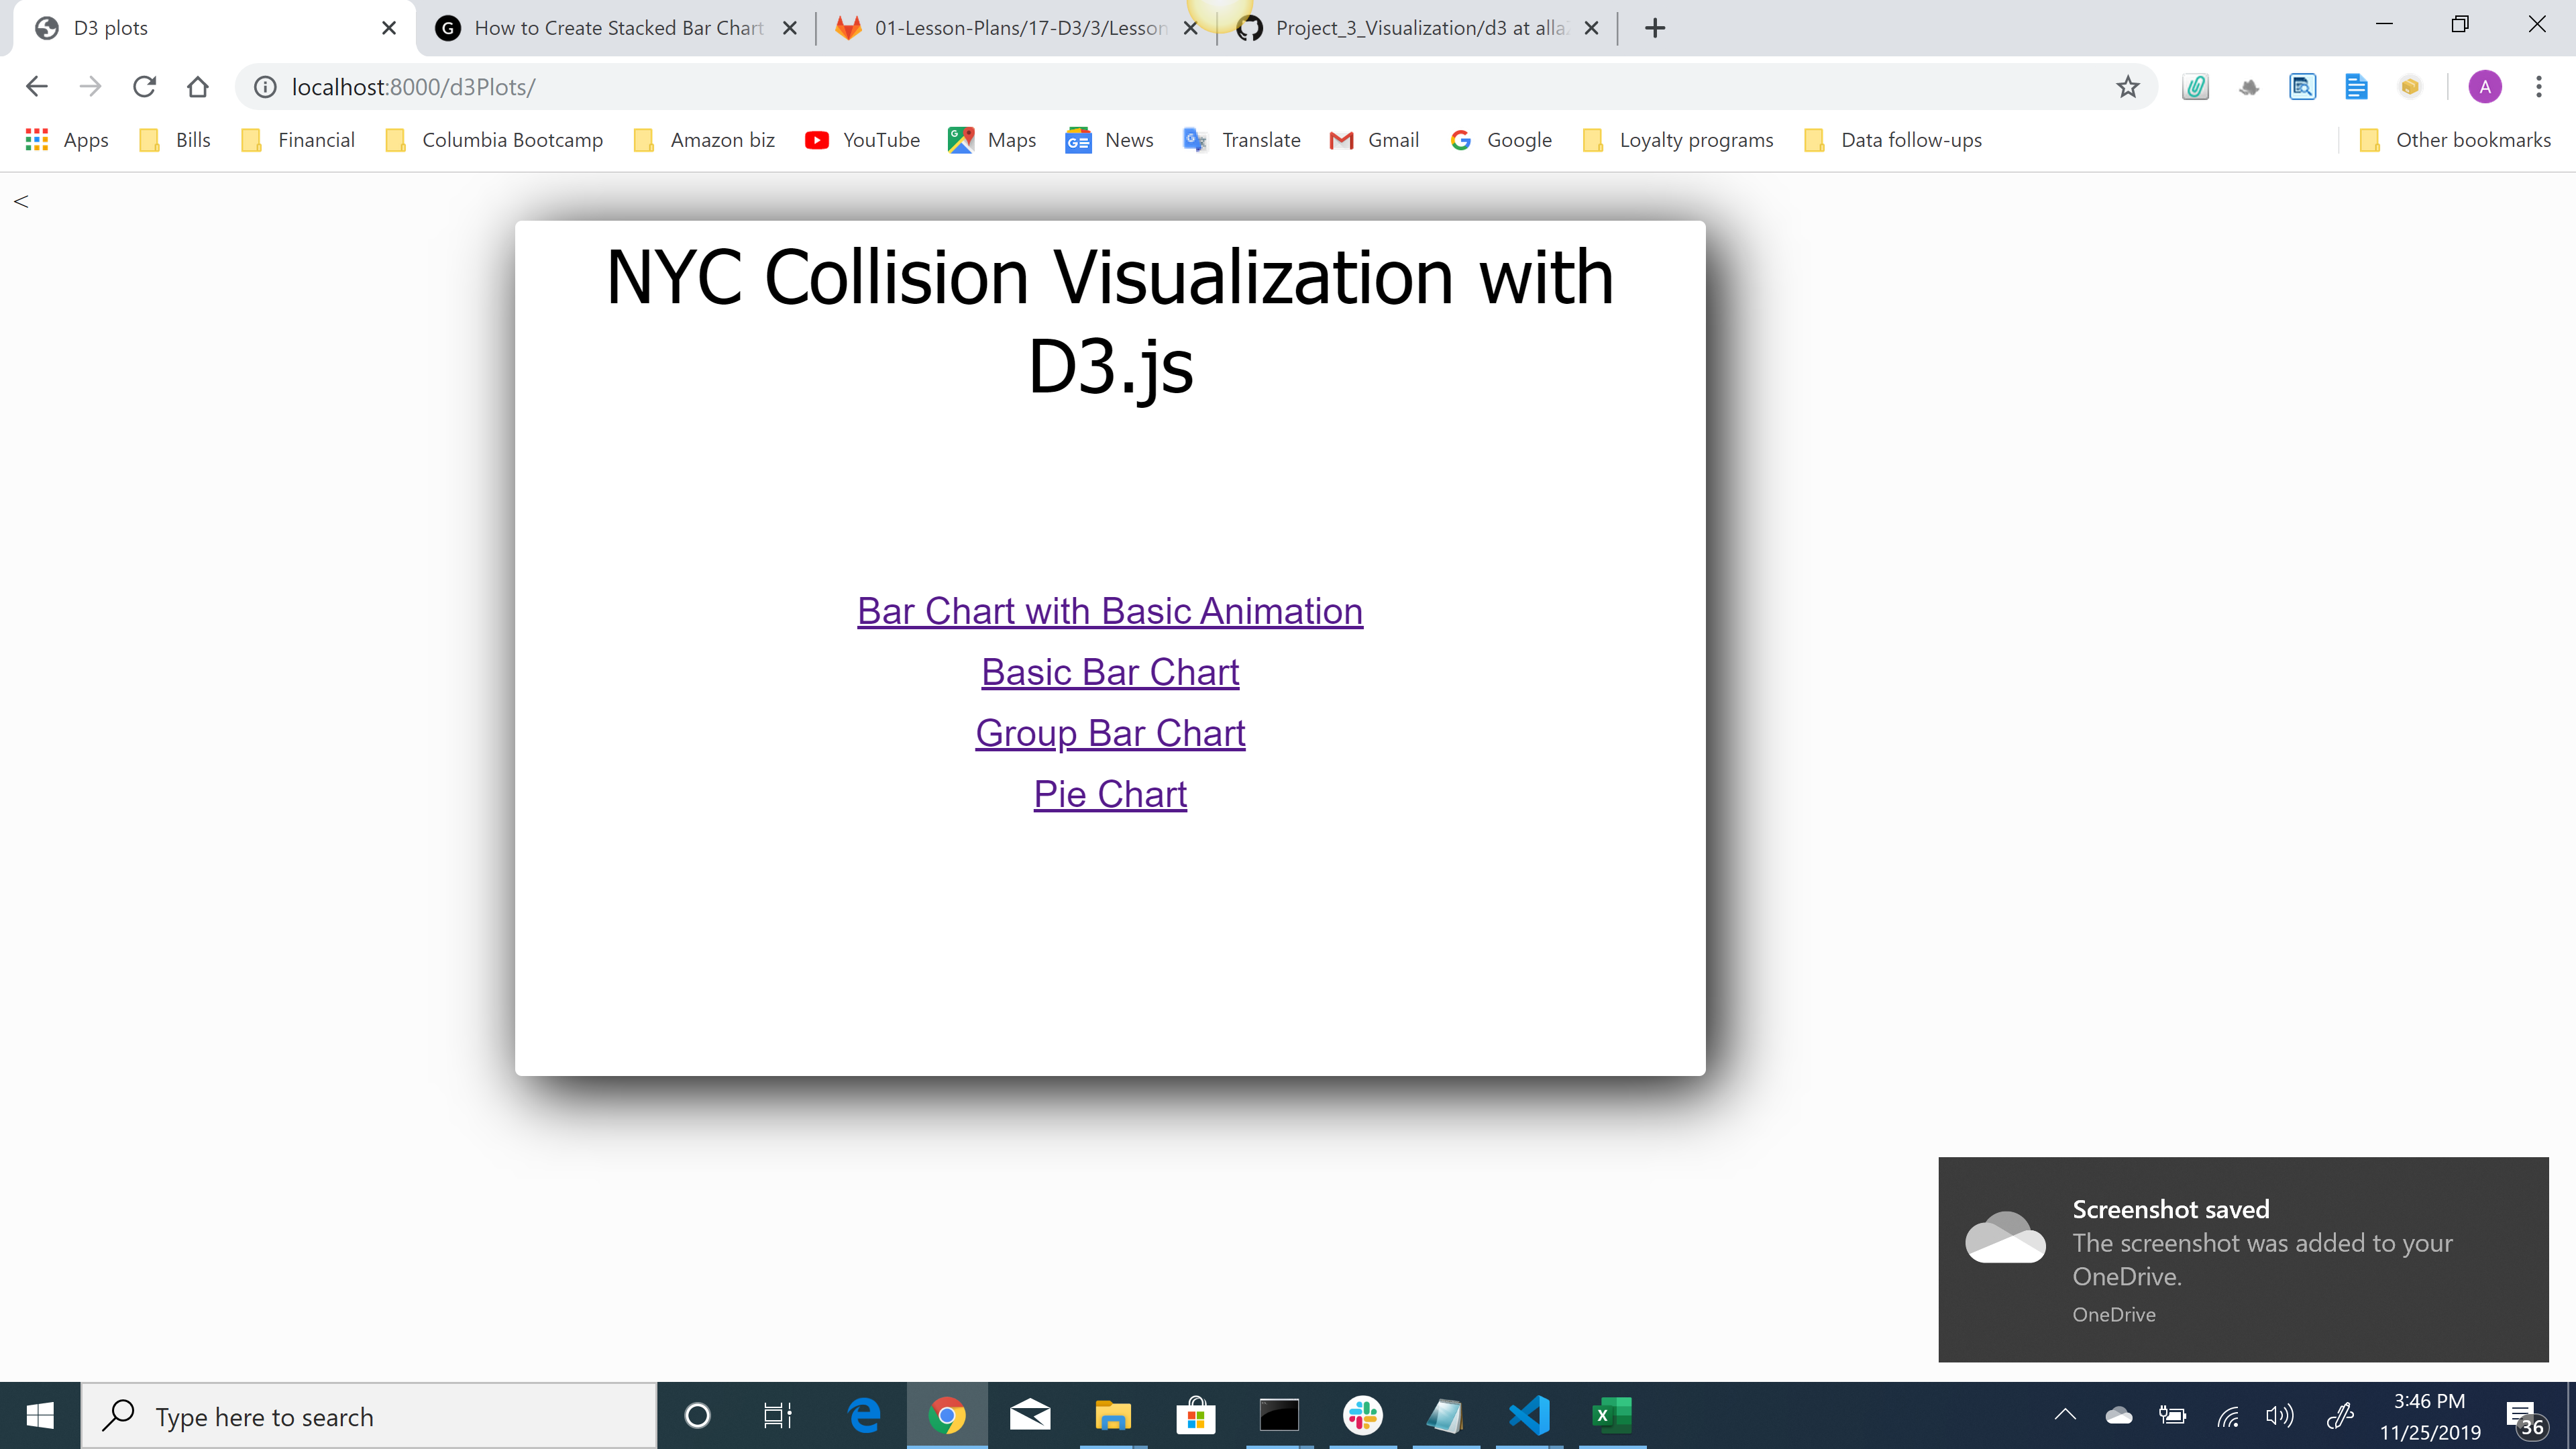 D3 plots
How to Create Stacked Bar Chart
01-Lesson-Plans/17-D3/3/Lesson
Project_3_Visualization/d3 at alla
localhost:8000/d3Plots/
A
Apps
Bills
Financial
Columbia Bootcamp
Amazon biz
YouTube
Maps
News
Translate
Gmail
Google
Loyalty programs
Data follow-ups
Other bookmarks
<
NYC Collision Visualization with
D3.js
Bar Chart with Basic Animation
Basic Bar Chart
Group Bar Chart
Pie Chart
Screenshot saved
The screenshot was added to your
OneDrive.
OneDrive
Type here to search
3:46 PM
11/25/2019
36